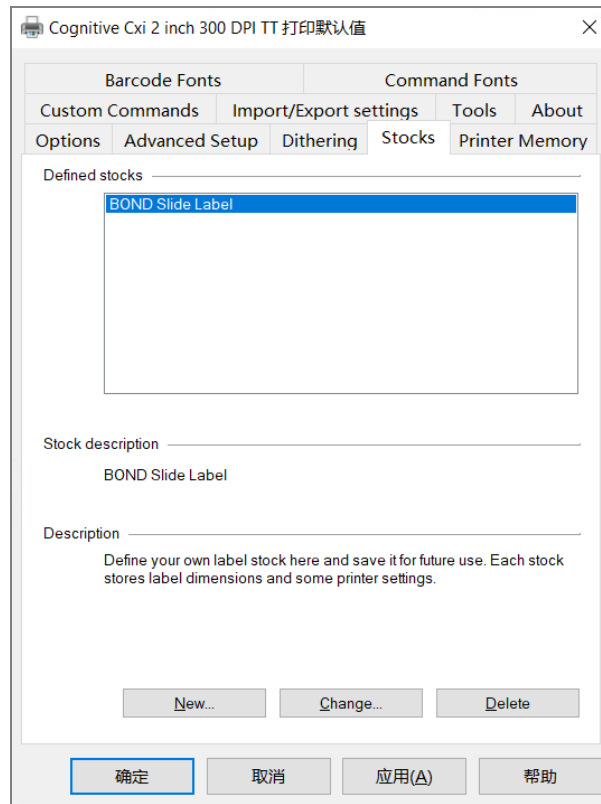 Cognitive Cxi 2 inch 300 DPI TT 打印默认值
Barcode Fonts Command Fonts
Custom Commands Import/Export settings Tools About
Options Advanced Setup Dithering Stocks Printer Memory
Defined stocks
BOND Slide Label
Stock description
BOND Slide Label
Description
Define your own label stock here and save it for future use. Each stock
stores label dimensions and some printer settings.
New... Change... Delete
确定 取消 应用(A) 帮助